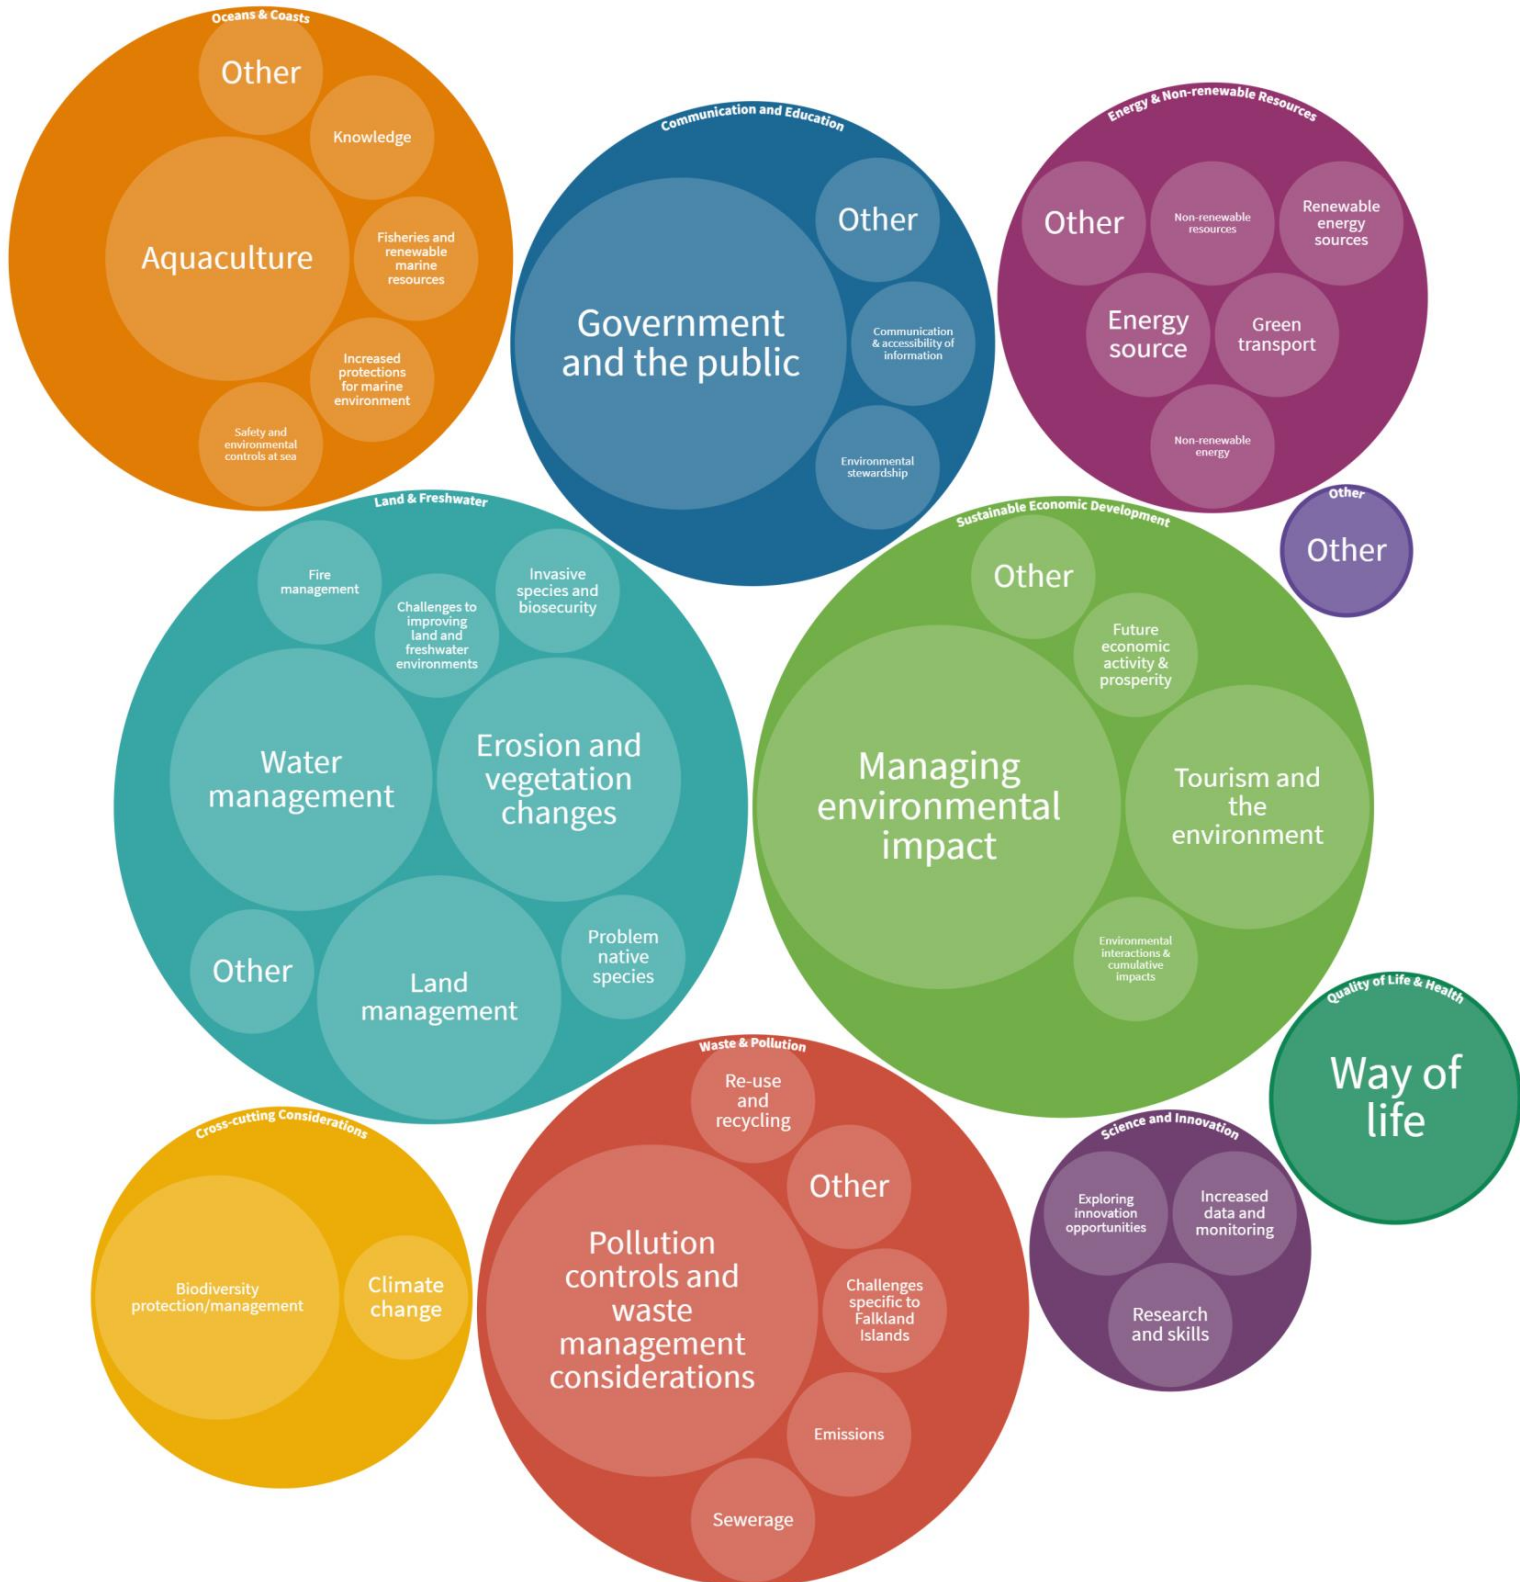 Oceans & Coasts
Other
Knowledge
Aquaculture
Fisheries and
renewable
marine
resources
Increased
protections
for marine
environment
Safety and
environmental
controls at sea
Communication and Education
Government
and the public
Other
Communication
& accessibility of
information
Environmental
stewardship
Energy & Non-renewable Resources
Other
Non-renewable
resources
Renewable
energy
sources
Energy
source
Green
transport
Non-renewable
energy
Other
Other
Land & Freshwater
Fire
management
Challenges to
improving
land and
freshwater
environments
Invasive
species and
biosecurity
Water
management
Erosion and
vegetation
changes
Other
Land
management
Problem
native
species
Sustainable Economic Development
Other
Future
economic
activity &
prosperity
Managing
environmental
impact
Tourism and
the
environment
Environmental
interactions &
cumulative
impacts
Quality of Life & Health
Way of
life
Cross-cutting Considerations
Biodiversity
protection/management
Climate
change
Waste & Pollution
Re-use
and
recycling
Other
Pollution
controls and
waste
management
considerations
Challenges
specific to
Falkland
Islands
Emissions
Sewerage
Science and Innovation
Exploring
innovation
opportunities
Increased
data and
monitoring
Research
and skills